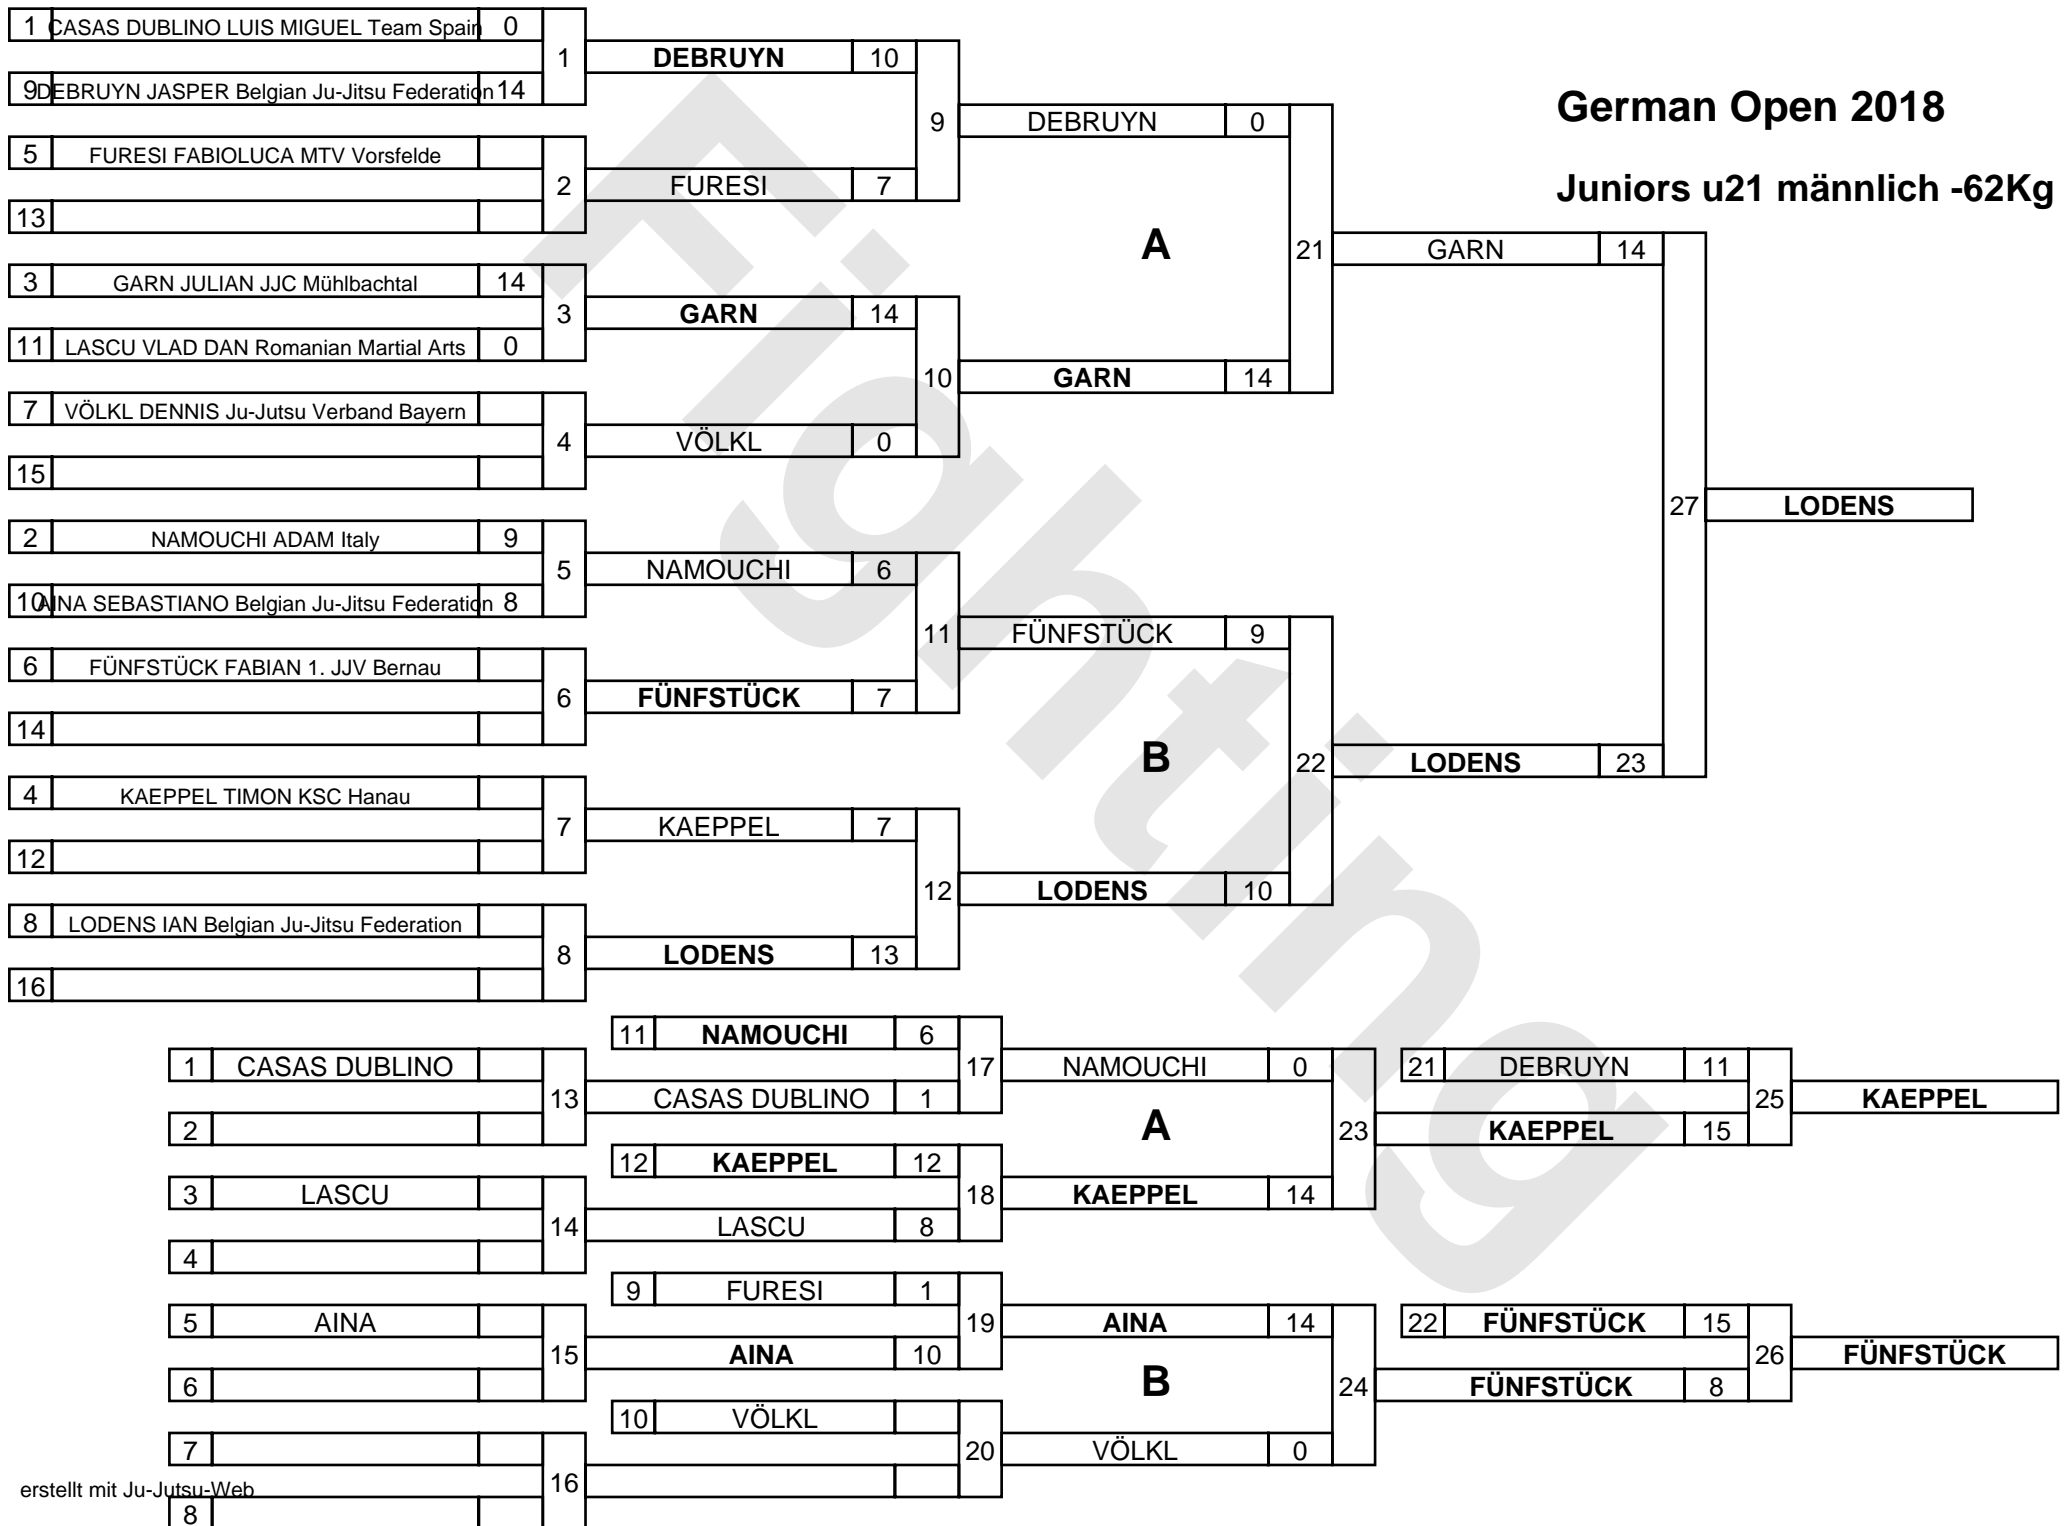 German Open 2018
Juniors u21 männlich -62Kg
Fighting
1 CASAS DUBLINO LUIS MIGUEL Team Spain 0
1
DEBRUYN 10
9 DEBRUYN JASPER Belgian Ju-Jitsu Federation 14
9
DEBRUYN 0
5 FURESI FABIOLUCA MTV Vorsfelde
2
FURESI 7
13
A
21
GARN 14
3 GARN JULIAN JJC Mühlbachtal 14
3
GARN 14
11 LASCU VLAD DAN Romanian Martial Arts 0
10
GARN 14
7 VÖLKL DENNIS Ju-Jutsu Verband Bayern
4
VÖLKL 0
15
27
LODENS
2 NAMOUCHI ADAM Italy 9
5
NAMOUCHI 6
10 AINA SEBASTIANO Belgian Ju-Jitsu Federation 8
11
FÜNFSTÜCK 9
6 FÜNFSTÜCK FABIAN 1. JJV Bernau
6
FÜNFSTÜCK 7
14
B
22
LODENS 23
4 KAEPPEL TIMON KSC Hanau
7
KAEPPEL 7
12
12
LODENS 10
8 LODENS IAN Belgian Ju-Jitsu Federation
8
LODENS 13
16
11 NAMOUCHI 6
1 CASAS DUBLINO
17
NAMOUCHI 0
21 DEBRUYN 11
13
CASAS DUBLINO 1
25
KAEPPEL
2
A
23
KAEPPEL 15
12 KAEPPEL 12
3 LASCU
18
KAEPPEL 14
14
LASCU 8
4
9 FURESI 1
5 AINA
19
AINA 14
22 FÜNFSTÜCK 15
15
AINA 10
26
FÜNFSTÜCK
6
B
24
FÜNFSTÜCK 8
10 VÖLKL
7
20
VÖLKL 0
16
erstellt mit Ju-Jutsu-Web
8